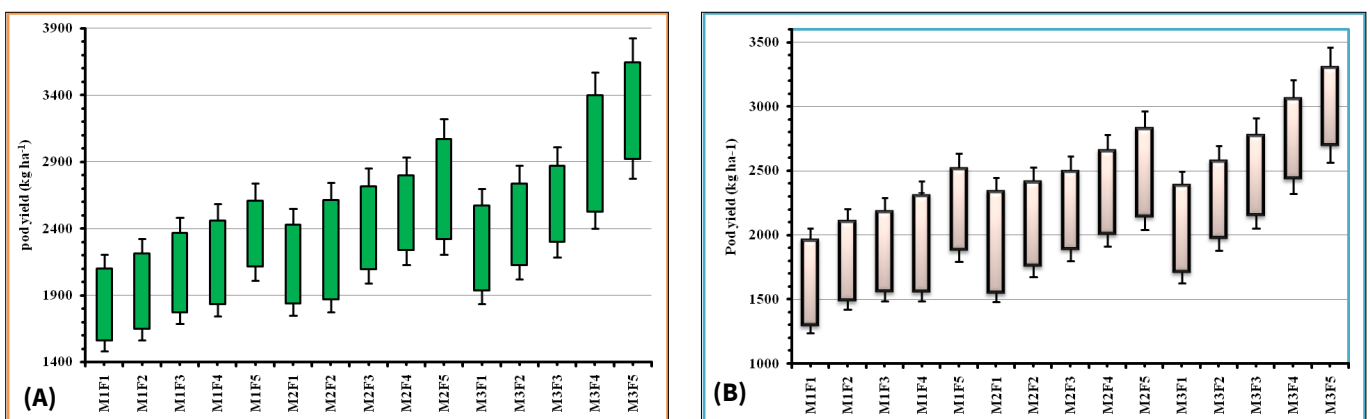 3900
3400
2900
2400
1900
1400
pod yield (kg ha-1)
M1F1 M1F2 M1F3 M1F4 M1F5 M2F1 M2F2 M2F3 M2F4 M2F5 M3F1 M3F2 M3F3 M3F4 M3F5
(A)
3500
3000
2500
2000
1500
1000
Pod yield (kg ha-1)
M1F1 M1F2 M1F3 M1F4 M1F5 M2F1 M2F2 M2F3 M2F4 M2F5 M3F1 M3F2 M3F3 M3F4 M3F5
(B)